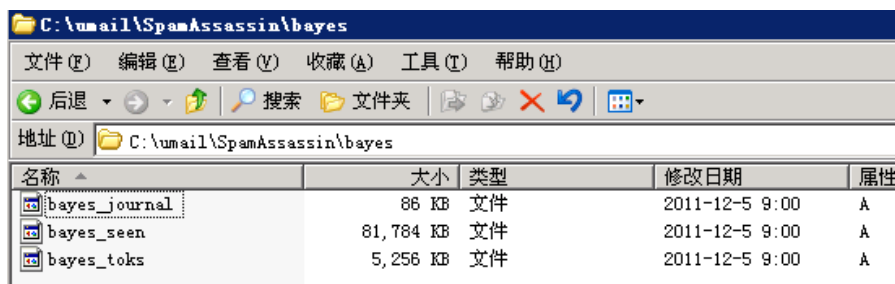 C:\umail\SpamAssassin\bayes
文件(F) 编辑(E) 查看(V) 收藏(A) 工具(T) 帮助(H)
后退 搜索 文件夹
地址(D) C:\umail\SpamAssassin\bayes
名称 大小 类型 修改日期 属性
bayes_journal 86 KB 文件 2011-12-5 9:00 A
bayes_seen 81,784 KB 文件 2011-12-5 9:00 A
bayes_toks 5,256 KB 文件 2011-12-5 9:00 A